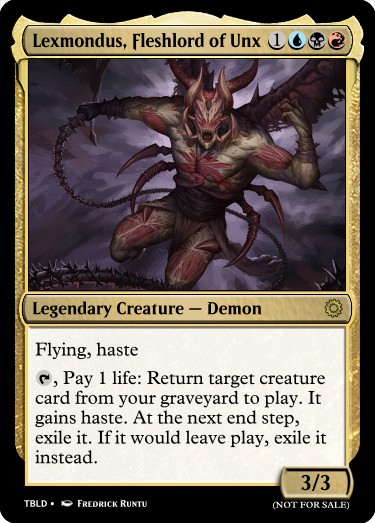 Lexmondus, Fleshlord of Unx 1
Legendary Creature — Demon
Flying, haste
, Pay 1 life: Return target creature
card from your graveyard to play. It
gains haste. At the next end step,
exile it. If it would leave play, exile it
instead.
3/3
TBLD • Fredrick Runtu
(NOT FOR SALE)